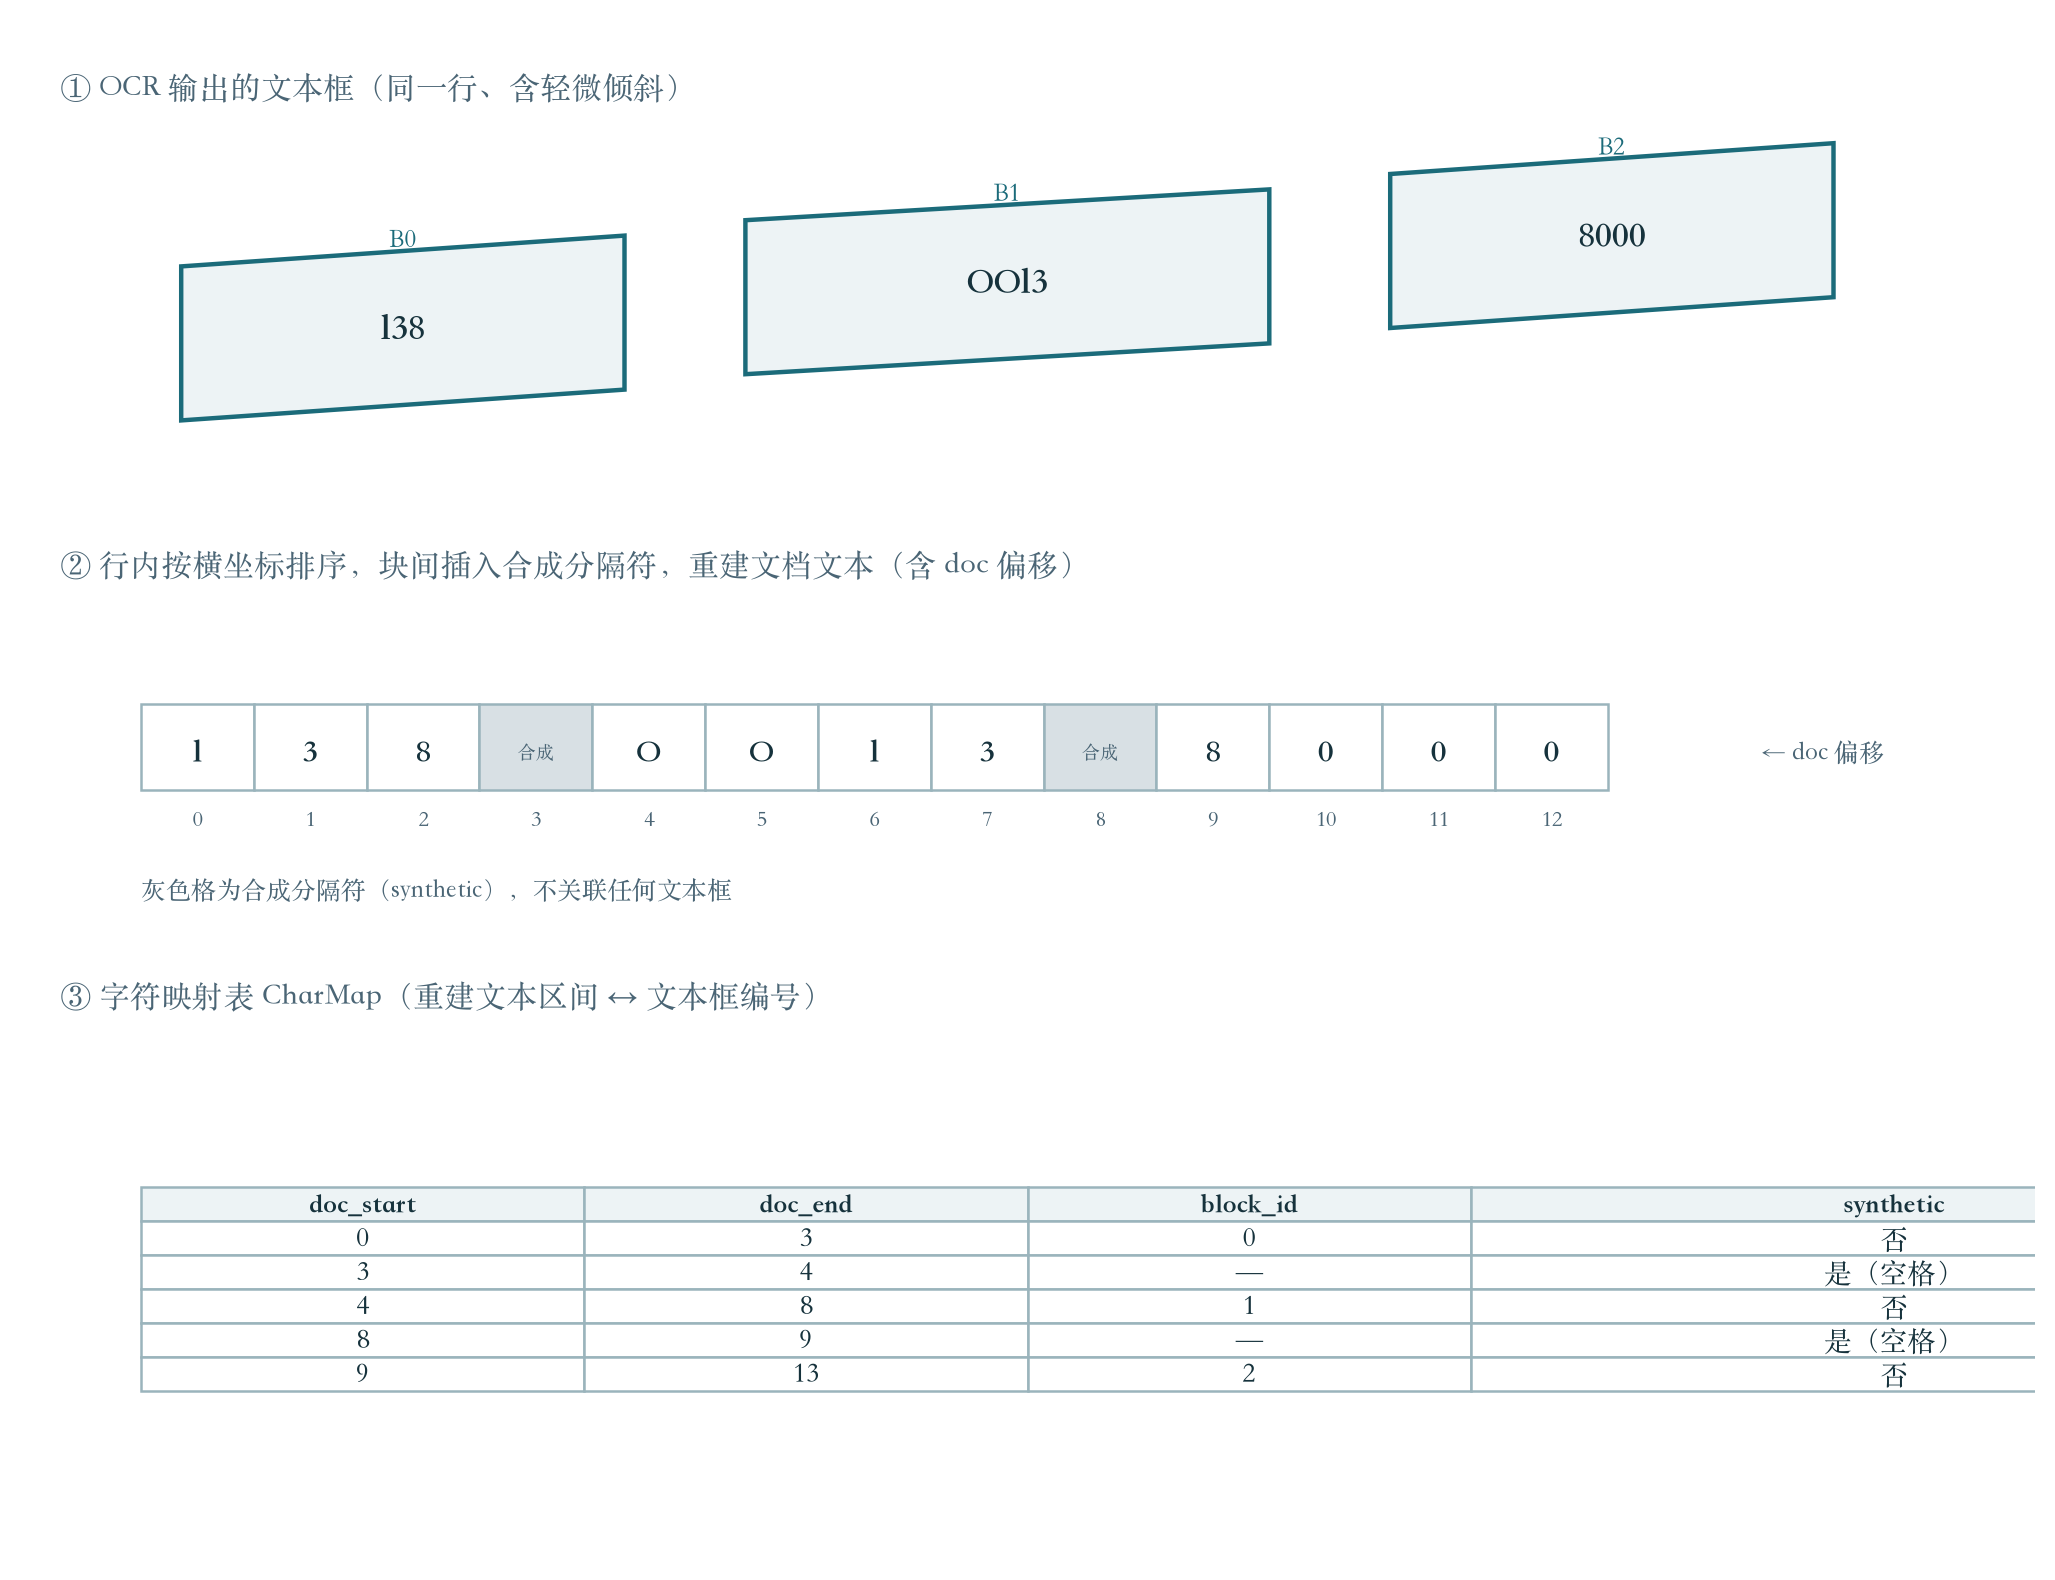 ① OCR 输出的文本框（同一行、含轻微倾斜）
B0
B1
B2
l38
OOl3
8000
② 行内按横坐标排序，块间插入合成分隔符，重建文档文本（含 doc 偏移）
l 3 8 合成 O O l 3 合成 8 0 0 0 ← doc 偏移
0 1 2 3 4 5 6 7 8 9 10 11 12
灰色格为合成分隔符（synthetic），不关联任何文本框
③ 字符映射表 CharMap（重建文本区间 ↔ 文本框编号）
doc_start doc_end block_id synthetic
0 3 0 否
3 4 — 是（空格）
4 8 1 否
8 9 — 是（空格）
9 13 2 否